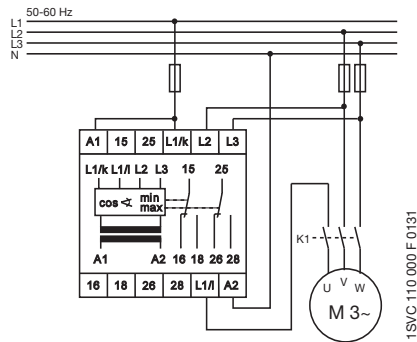 50-60 Hz
L1
L2
L3
N
A1 15 25 L1/k L2 L3
L1/k L1/l L2 L3 15 25
cos ∢ min
max
A1 A2 16 18 26 28
16 18 26 28 L1/l A2
K1
U V W
M 3~
1SVC 110 000 F 0131